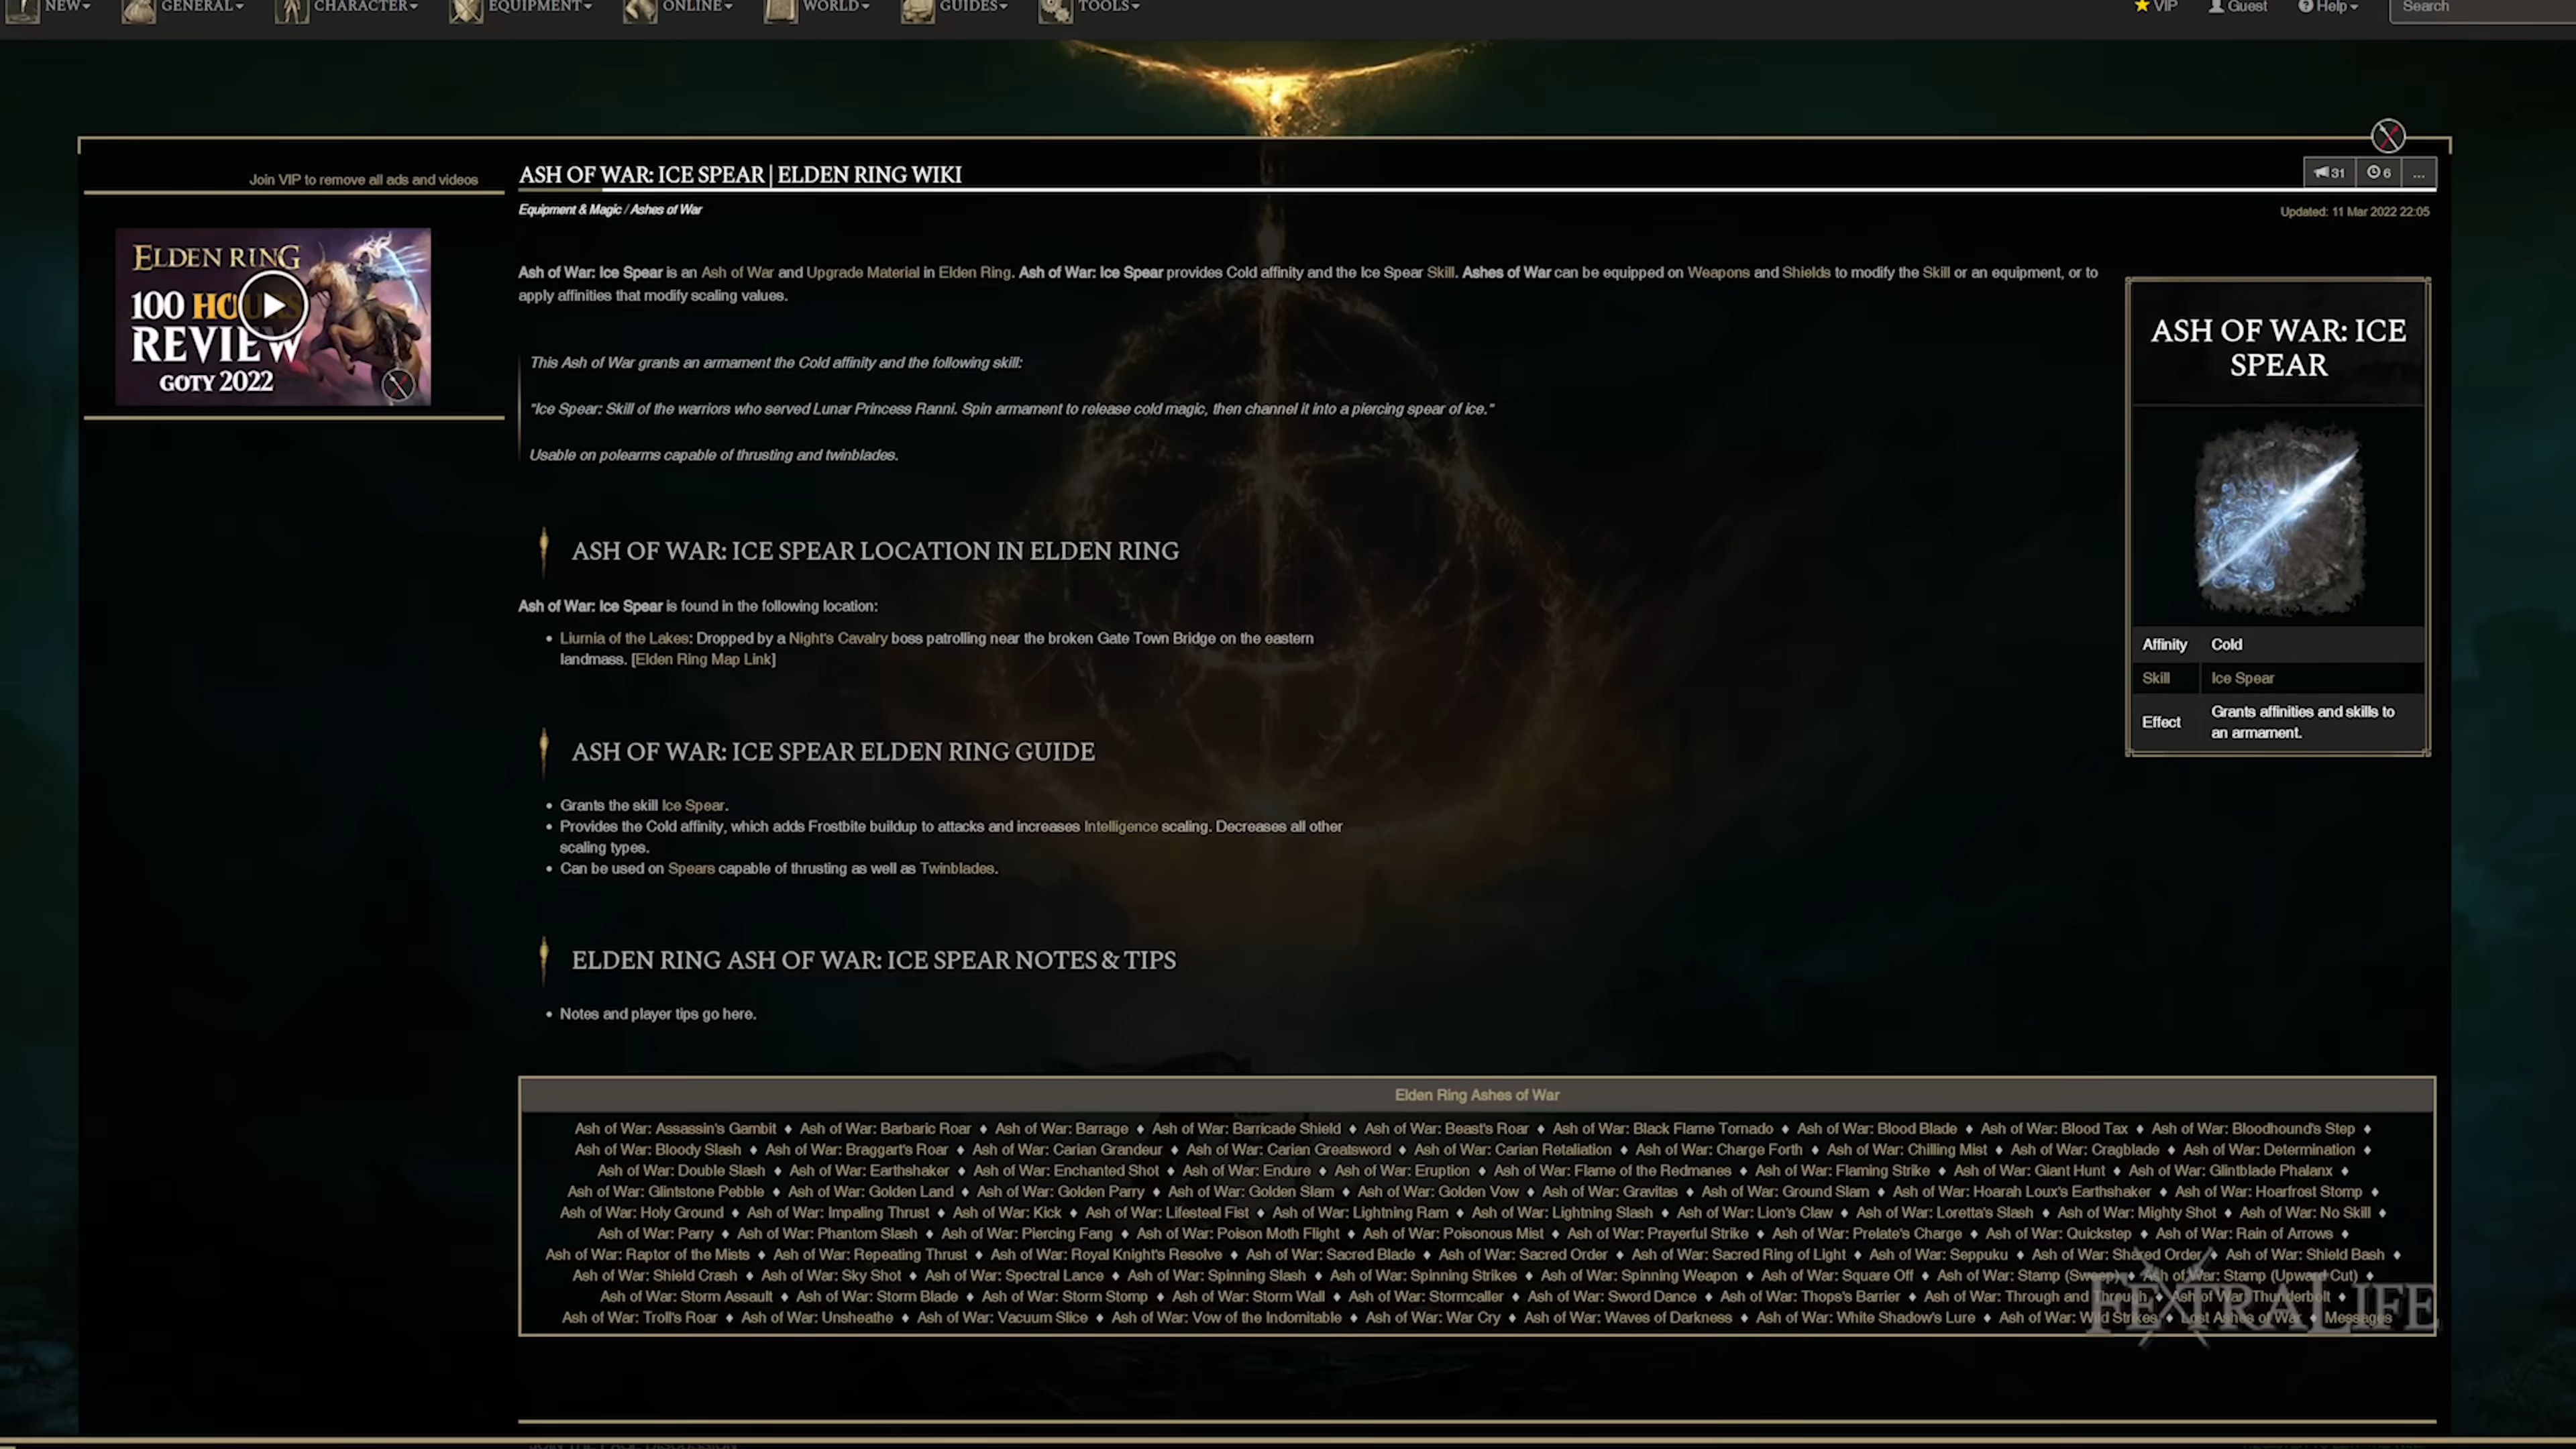 NEW
GENERAL
CHARACTER
EQUIPMENT
ONLINE
WORLD
GUIDES
TOOLS
VIP
Guest
Help
Search
Join VIP to remove all ads and videos
ASH OF WAR: ICE SPEAR | ELDEN RING WIKI
31
6
...
Equipment & Magic / Ashes of War
Updated: 11 Mar 2022 22:05
ELDEN RING
100
REVIEW
GOTY 2022
Ash of War: Ice Spear is an Ash of War and Upgrade Material in Elden Ring. Ash of War: Ice Spear provides Cold affinity and the Ice Spear Skill. Ashes of War can be equipped on Weapons and Shields to modify the Skill or an equipment, or to
apply affinities that modify scaling values.
This Ash of War grants an armament the Cold affinity and the following skill:
"Ice Spear: Skill of the warriors who served Lunar Princess Ranni. Spin armament to release cold magic, then channel it into a piercing spear of ice."
Usable on polearms capable of thrusting and twinblades.
ASH OF WAR: ICE
SPEAR
Affinity Cold
Skill Ice Spear
Effect Grants affinities and skills to
an armament.
ASH OF WAR: ICE SPEAR LOCATION IN ELDEN RING
Ash of War: Ice Spear is found in the following location:
• Liurnia of the Lakes: Dropped by a Night's Cavalry boss patrolling near the broken Gate Town Bridge on the eastern
landmass. [Elden Ring Map Link]
ASH OF WAR: ICE SPEAR ELDEN RING GUIDE
• Grants the skill Ice Spear.
• Provides the Cold affinity, which adds Frostbite buildup to attacks and increases Intelligence scaling. Decreases all other
scaling types.
• Can be used on Spears capable of thrusting as well as Twinblades.
ELDEN RING ASH OF WAR: ICE SPEAR NOTES & TIPS
• Notes and player tips go here.
Elden Ring Ashes of War
Ash of War: Assassin's Gambit ♦ Ash of War: Barbaric Roar ♦ Ash of War: Barrage ♦ Ash of War: Barricade Shield ♦ Ash of War: Beast's Roar ♦ Ash of War: Black Flame Tornado ♦ Ash of War: Blood Blade ♦ Ash of War: Blood Tax ♦ Ash of War: Bloodhound's Step ♦
Ash of War: Bloody Slash ♦ Ash of War: Braggart's Roar ♦ Ash of War: Carian Grandeur ♦ Ash of War: Carian Greatsword ♦ Ash of War: Carian Retaliation ♦ Ash of War: Charge Forth ♦ Ash of War: Chilling Mist ♦ Ash of War: Cragblade ♦ Ash of War: Determination ♦
Ash of War: Double Slash ♦ Ash of War: Earthshaker ♦ Ash of War: Enchanted Shot ♦ Ash of War: Endure ♦ Ash of War: Eruption ♦ Ash of War: Flame of the Redmanes ♦ Ash of War: Flaming Strike ♦ Ash of War: Giant Hunt ♦ Ash of War: Glintblade Phalanx ♦
Ash of War: Glintstone Pebble ♦ Ash of War: Golden Land ♦ Ash of War: Golden Parry ♦ Ash of War: Golden Slam ♦ Ash of War: Golden Vow ♦ Ash of War: Gravitas ♦ Ash of War: Ground Slam ♦ Ash of War: Hoarah Loux's Earthshaker ♦ Ash of War: Hoarfrost Stomp ♦
Ash of War: Holy Ground ♦ Ash of War: Impaling Thrust ♦ Ash of War: Kick ♦ Ash of War: Lifesteal Fist ♦ Ash of War: Lightning Ram ♦ Ash of War: Lightning Slash ♦ Ash of War: Lion's Claw ♦ Ash of War: Loretta's Slash ♦ Ash of War: Mighty Shot ♦ Ash of War: No Skill ♦
Ash of War: Parry ♦ Ash of War: Phantom Slash ♦ Ash of War: Piercing Fang ♦ Ash of War: Poison Moth Flight ♦ Ash of War: Poisonous Mist ♦ Ash of War: Prayerful Strike ♦ Ash of War: Prelate's Charge ♦ Ash of War: Quickstep ♦ Ash of War: Rain of Arrows ♦
Ash of War: Raptor of the Mists ♦ Ash of War: Repeating Thrust ♦ Ash of War: Royal Knight's Resolve ♦ Ash of War: Sacred Blade ♦ Ash of War: Sacred Order ♦ Ash of War: Sacred Ring of Light ♦ Ash of War: Seppuku ♦ Ash of War: Shared Order ♦ Ash of War: Shield Bash ♦
Ash of War: Shield Crash ♦ Ash of War: Sky Shot ♦ Ash of War: Spectral Lance ♦ Ash of War: Spinning Slash ♦ Ash of War: Spinning Strikes ♦ Ash of War: Spinning Weapon ♦ Ash of War: Square Off ♦ Ash of War: Stamp (Sweep) ♦ Ash of War: Stamp (Upward Cut) ♦
Ash of War: Storm Assault ♦ Ash of War: Storm Blade ♦ Ash of War: Storm Stomp ♦ Ash of War: Storm Wall ♦ Ash of War: Stormcaller ♦ Ash of War: Sword Dance ♦ Ash of War: Thops's Barrier ♦ Ash of War: Through and Through ♦ Ash of War: Thunderbolt ♦
Ash of War: Troll's Roar ♦ Ash of War: Unsheathe ♦ Ash of War: Vacuum Slice ♦ Ash of War: Vow of the Indomitable ♦ Ash of War: War Cry ♦ Ash of War: Waves of Darkness ♦ Ash of War: White Shadow's Lure ♦ Ash of War: Wild Strikes ♦ Lost Ashes of War ♦ Messages
FEXTRALIFE